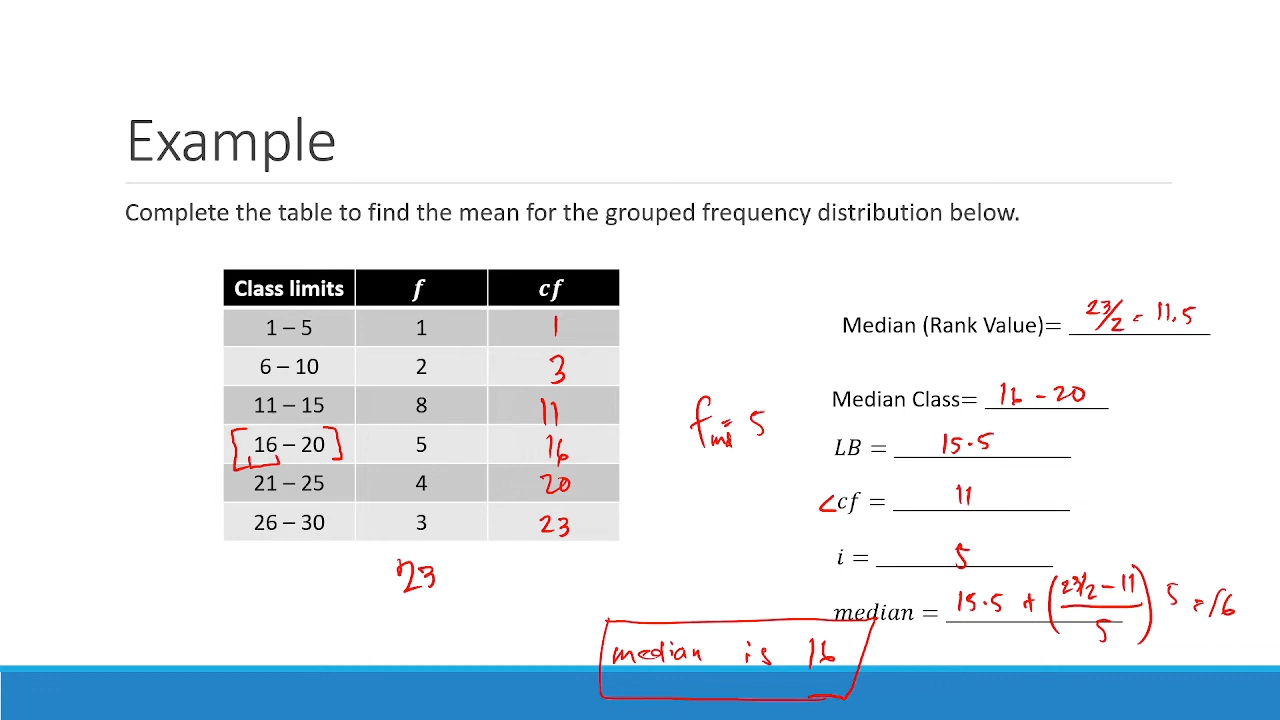 Example
Complete the table to find the mean for the grouped frequency distribution below.
Class limits f cf
1 – 5 1 1
6 – 10 2 3
11 – 15 8 11
[16 – 20] 5 16
21 – 25 4 20
26 – 30 3 23
23
f_md = 5
Median (Rank Value)= 23/2 = 11.5
Median Class= 16 - 20
LB = 15.5
<cf = 11
i = 5
median = 15.5 + ((23/2 - 11)/5) 5 = 16
median is 16